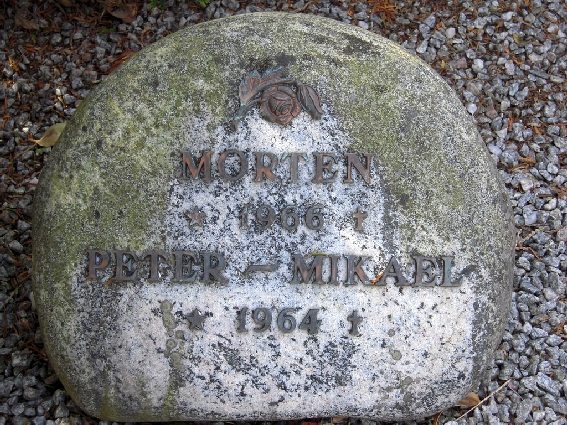 MORTEN
★ 1966 ✝
PETER ~ MIKAEL
★ 1964 ✝